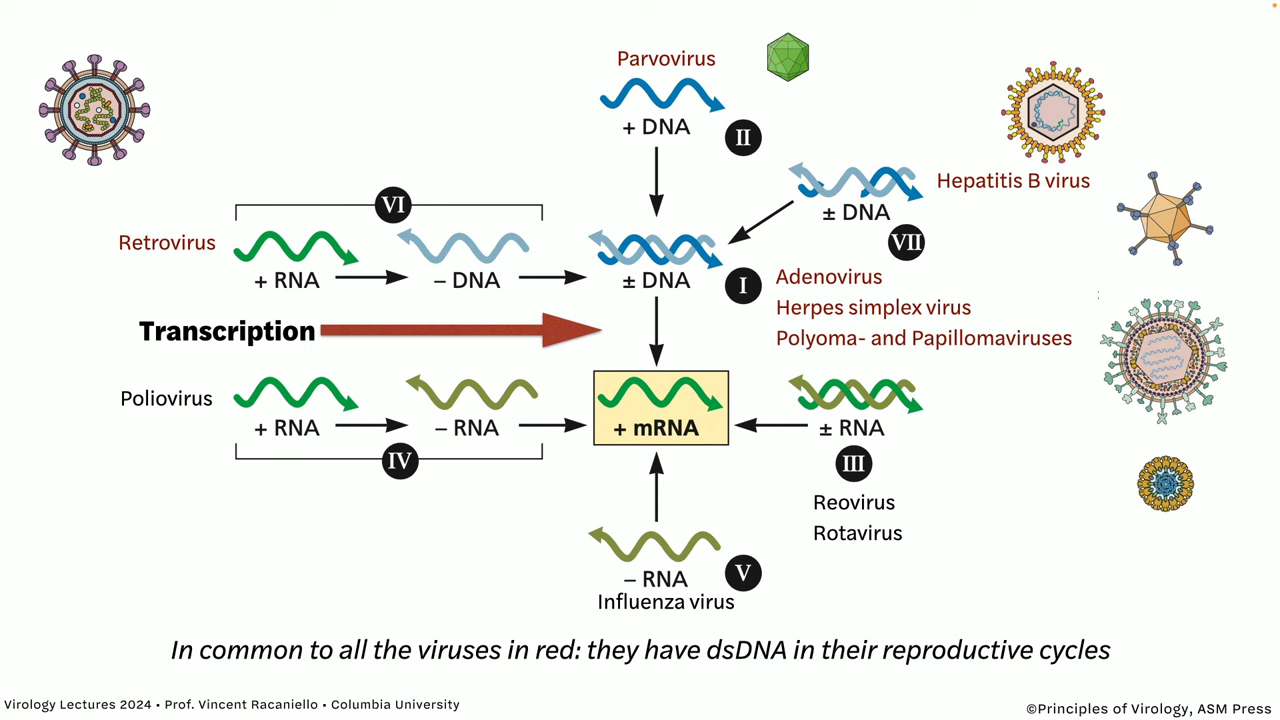 Parvovirus
+ DNA
II
Hepatitis B virus
± DNA
VII
VI
Retrovirus
+ RNA
– DNA
± DNA
I
Adenovirus
Herpes simplex virus
Polyoma- and Papillomaviruses
Transcription
Poliovirus
+ RNA
– RNA
IV
+ mRNA
± RNA
III
Reovirus
Rotavirus
– RNA
V
Influenza virus
In common to all the viruses in red: they have dsDNA in their reproductive cycles
Virology Lectures 2024 • Prof. Vincent Racaniello • Columbia University
©Principles of Virology, ASM Press